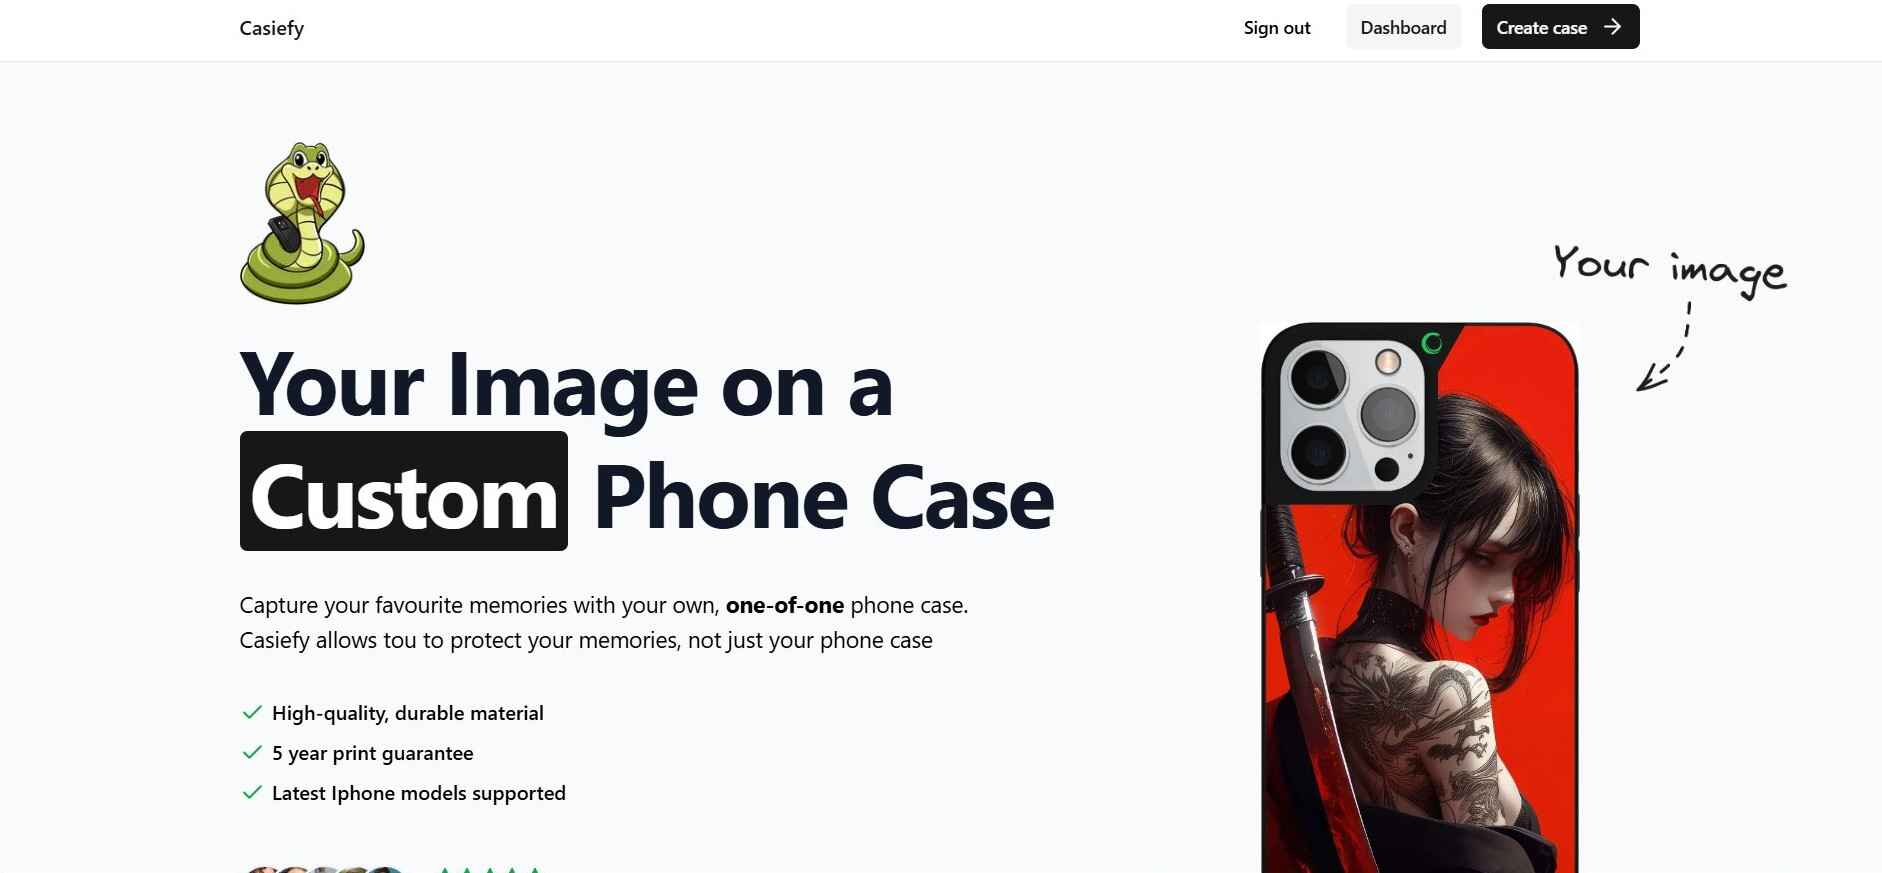 Casiefy
Sign out
Dashboard
Create case
Your image
Your Image on a
Custom Phone Case
Capture your favourite memories with your own, one-of-one phone case.
Casiefy allows tou to protect your memories, not just your phone case
High-quality, durable material
5 year print guarantee
Latest Iphone models supported